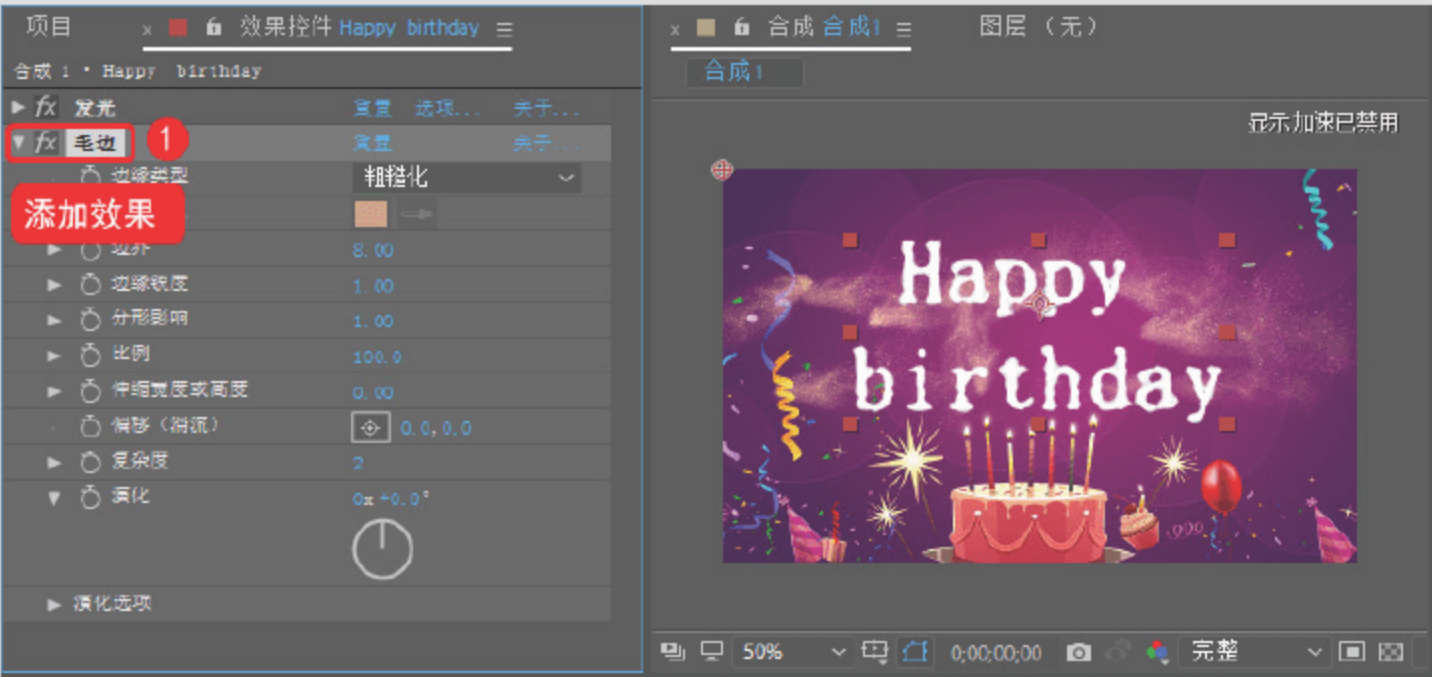 项目
效果控件 Happy birthday
合成 1 • Happy birthday
fx 发光 重置 选项... 关于...
fx 毛边 重置 关于...
1
边缘类型 粗糙化
添加效果
边界 8.00
边缘锐度 1.00
分形影响 1.00
比例 100.0
伸缩宽度或高度 0.00
偏移（湍流） 0.0,0.0
复杂度 2
演化 0x +0.0°
演化选项
合成 合成1
图层 （无）
合成1
显示加速已禁用
Happy
birthday
50%
0;00;00;00
完整